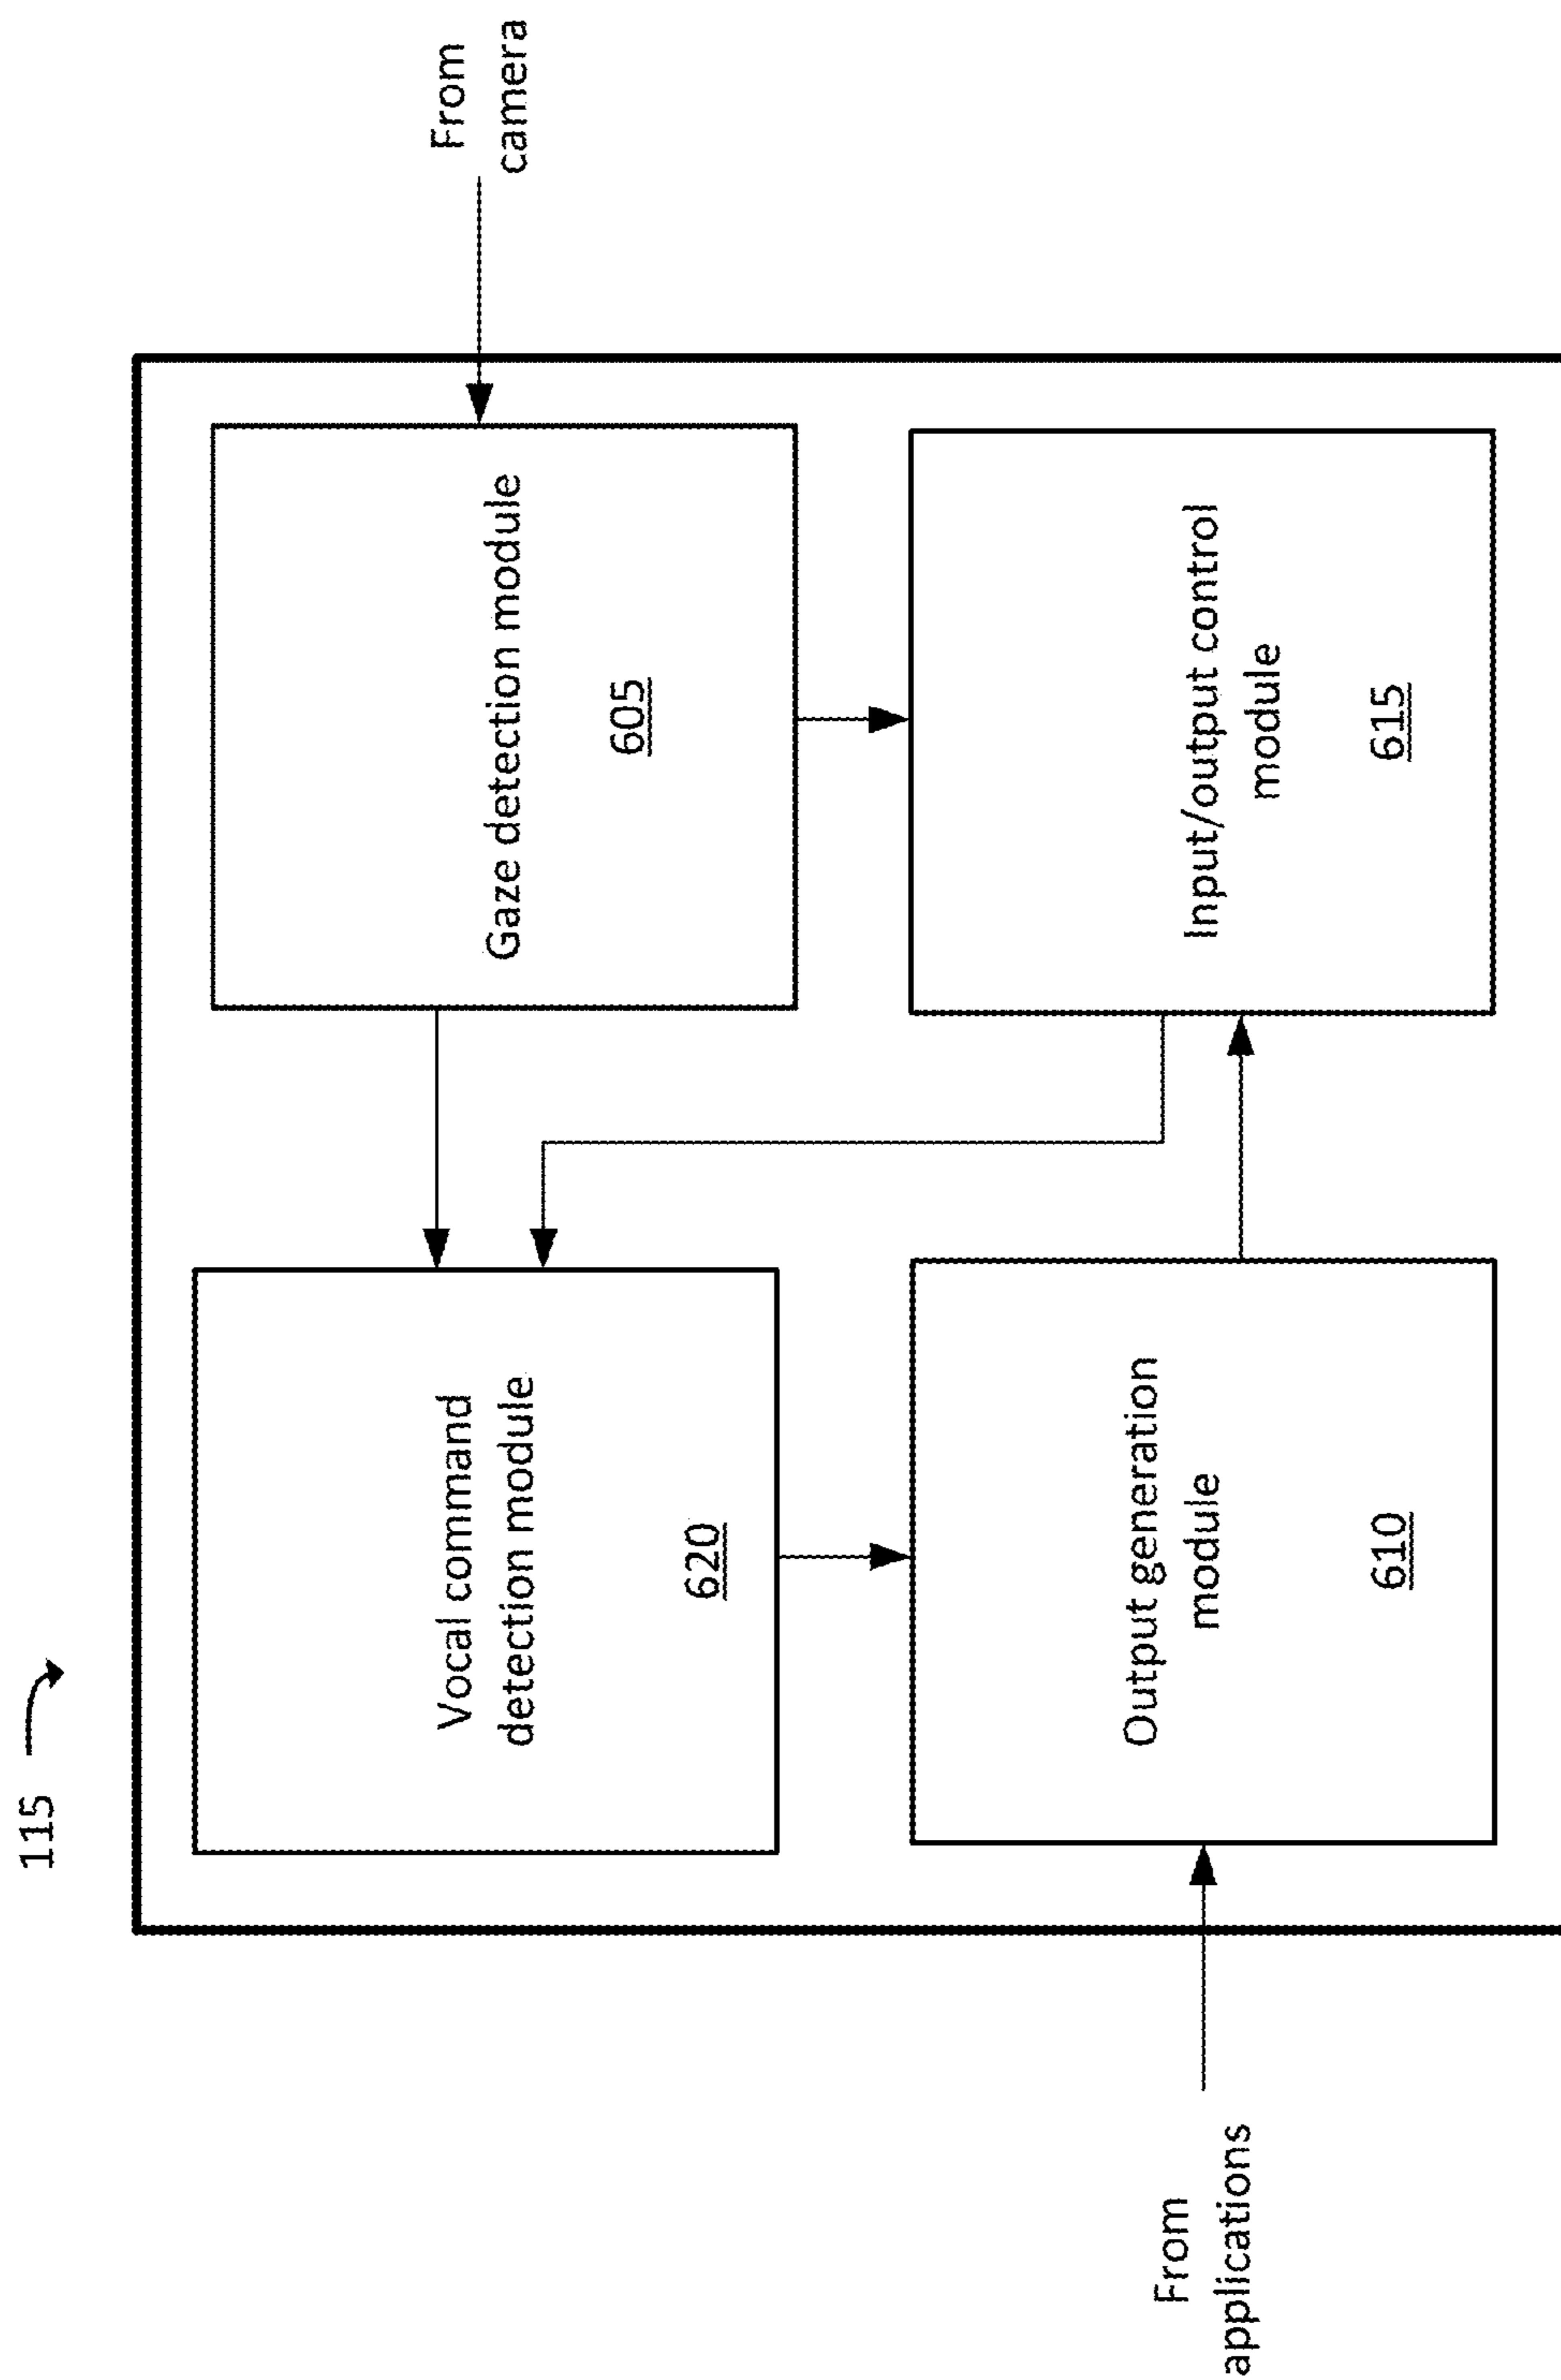 115
From
camera
Vocal command
detection module
620
Gaze detection module
605
From
applications
Output generation
module
610
Input/output control
module
615